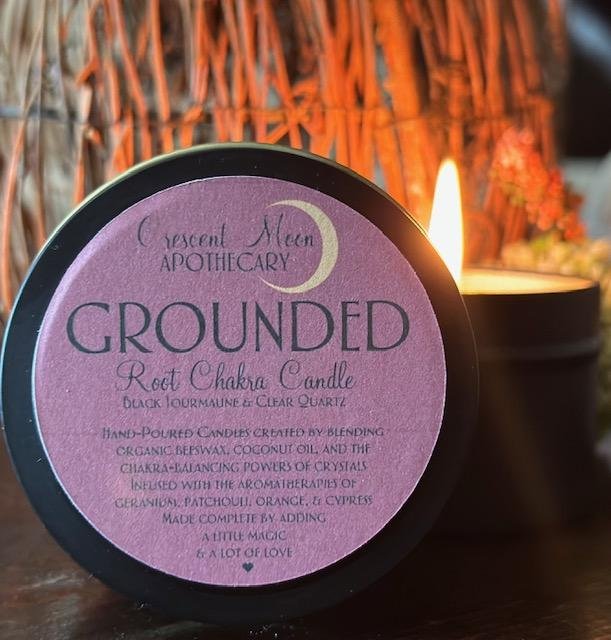 Crescent Moon
APOTHECARY
GROUNDED
Root Chakra Candle
BLACK TOURMALINE & CLEAR QUARTZ
HAND-POURED CANDLES CREATED BY BLENDING
ORGANIC BEESWAX, COCONUT OIL, AND THE
CHAKRA-BALANCING POWERS OF CRYSTALS
INFUSED WITH THE AROMATHERAPIES OF
GERANIUM, PATCHOULI, ORANGE, & CYPRESS
MADE COMPLETE BY ADDING
A LITTLE MAGIC
& A LOT OF LOVE
♥